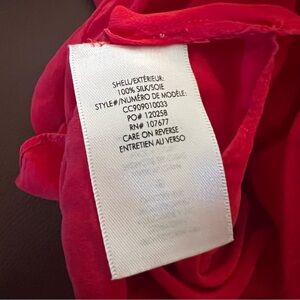 SHELL/EXTÉRIEUR:
100% SILK/SOIE
STYLE#/NUMÉRO DE MODÈLE:
CC909010033
PO# 120258
RN# 107677
CARE ON REVERSE
ENTRETIEN AU VERSO